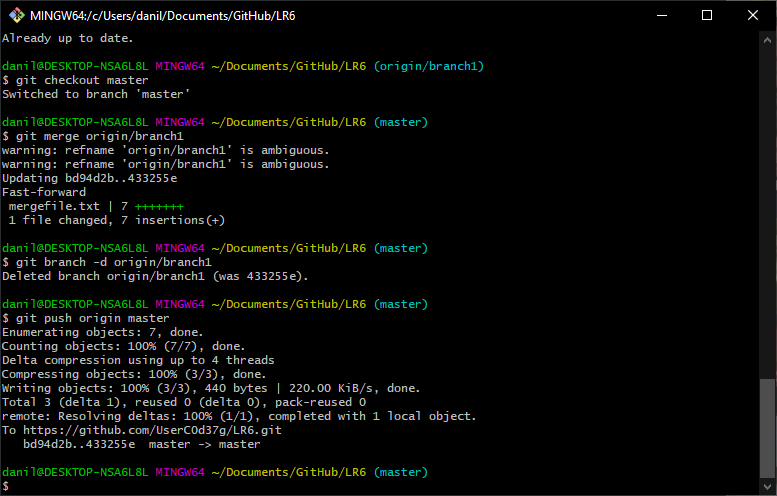 MINGW64:/c/Users/danil/Documents/GitHub/LR6
Already up to date.
danil@DESKTOP-NSA6L8L MINGW64 ~/Documents/GitHub/LR6 (origin/branch1)
$ git checkout master
Switched to branch 'master'
danil@DESKTOP-NSA6L8L MINGW64 ~/Documents/GitHub/LR6 (master)
$ git merge origin/branch1
warning: refname 'origin/branch1' is ambiguous.
warning: refname 'origin/branch1' is ambiguous.
Updating bd94d2b..433255e
Fast-forward
 mergefile.txt | 7 +++++++
 1 file changed, 7 insertions(+)
danil@DESKTOP-NSA6L8L MINGW64 ~/Documents/GitHub/LR6 (master)
$ git branch -d origin/branch1
Deleted branch origin/branch1 (was 433255e).
danil@DESKTOP-NSA6L8L MINGW64 ~/Documents/GitHub/LR6 (master)
$ git push origin master
Enumerating objects: 7, done.
Counting objects: 100% (7/7), done.
Delta compression using up to 4 threads
Compressing objects: 100% (3/3), done.
Writing objects: 100% (3/3), 440 bytes | 220.00 KiB/s, done.
Total 3 (delta 1), reused 0 (delta 0), pack-reused 0
remote: Resolving deltas: 100% (1/1), completed with 1 local object.
To https://github.com/UserC0d37g/LR6.git
   bd94d2b..433255e  master -> master
danil@DESKTOP-NSA6L8L MINGW64 ~/Documents/GitHub/LR6 (master)
$